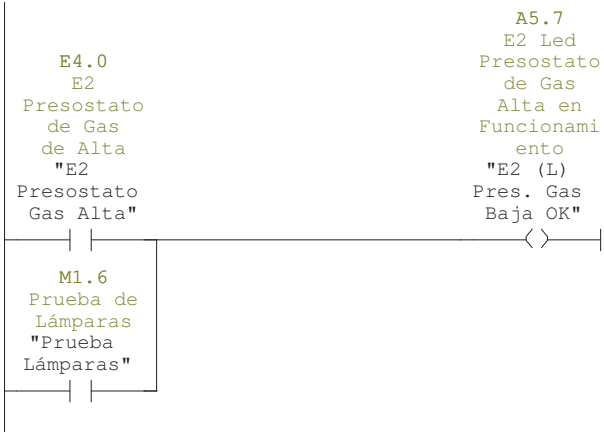 E4.0
E2
Presostato
de Gas
de Alta
"E2
Presostato
Gas Alta"
A5.7
E2 Led
Presostato
de Gas
Alta en
Funcionami
ento
"E2 (L)
Pres. Gas
Baja OK"
M1.6
Prueba de
Lámparas
"Prueba
Lámparas"